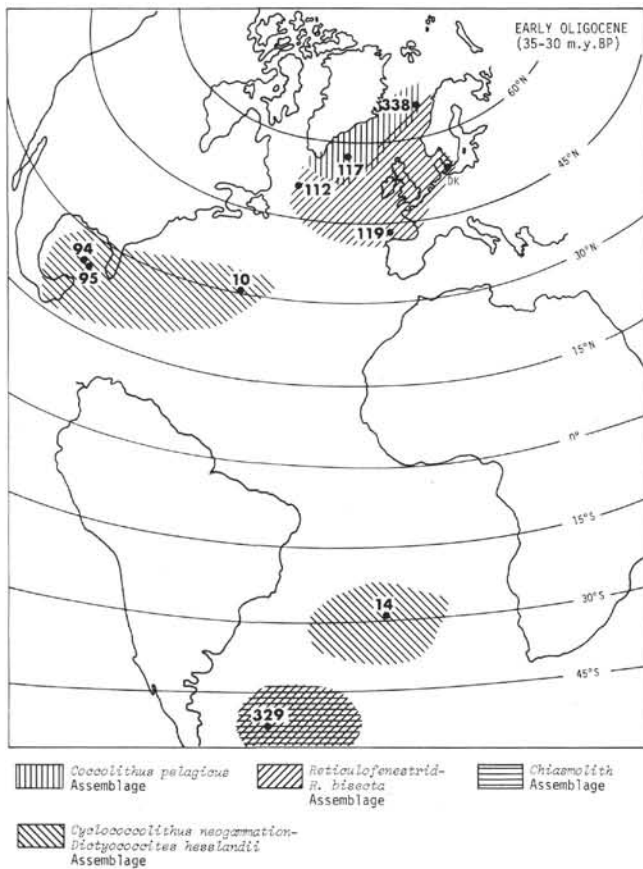 EARLY OLIGOCENE
(35-30 m.y.BP)
60°N
338
45°N
117
112
DK
119
30°N
94
95
10
15°N
0°
15°S
30°S
14
45°S
329
Coccolithus pelagicus
Assemblage
Reticulofenestrid-
R. bisecta
Assemblage
Chiasmolith
Assemblage
Cyclococcolithus neogammation-
Dictyococcites hesslandii
Assemblage